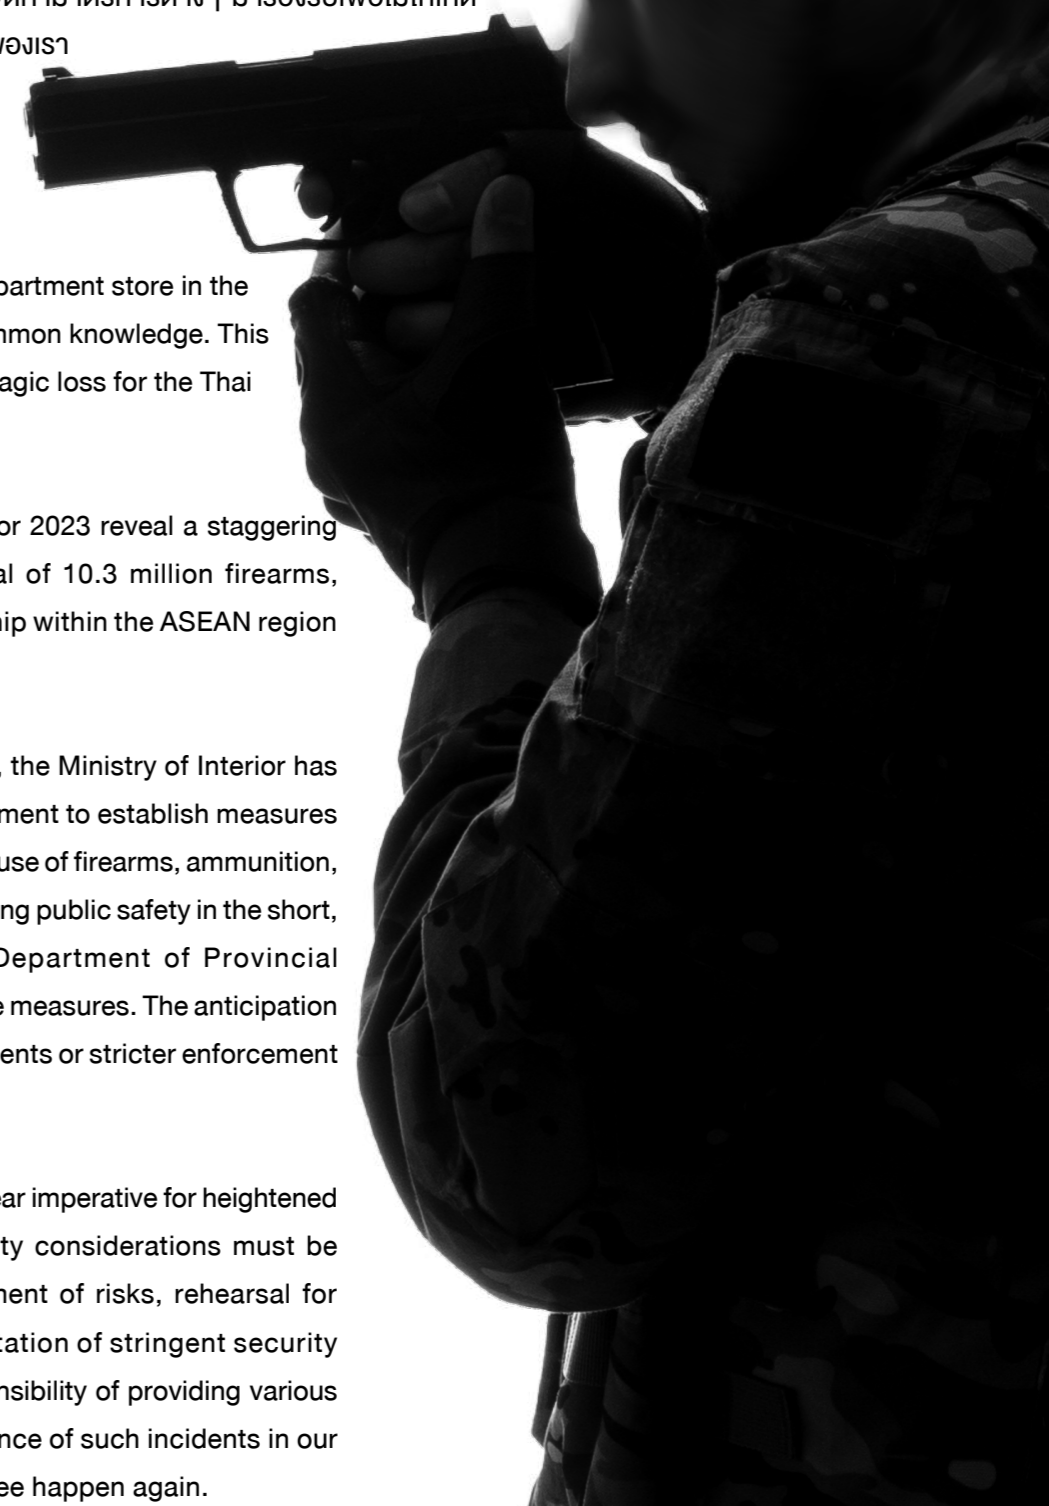 ของเรา
partment store in the
mmon knowledge. This
agic loss for the Thai
or 2023 reveal a staggering
al of 10.3 million firearms,
hip within the ASEAN region
, the Ministry of Interior has
ment to establish measures
use of firearms, ammunition,
ng public safety in the short,
Department of Provincial
e measures. The anticipation
ents or stricter enforcement
ear imperative for heightened
ty considerations must be
ment of risks, rehearsal for
tation of stringent security
nsibility of providing various
nce of such incidents in our
ee happen again.